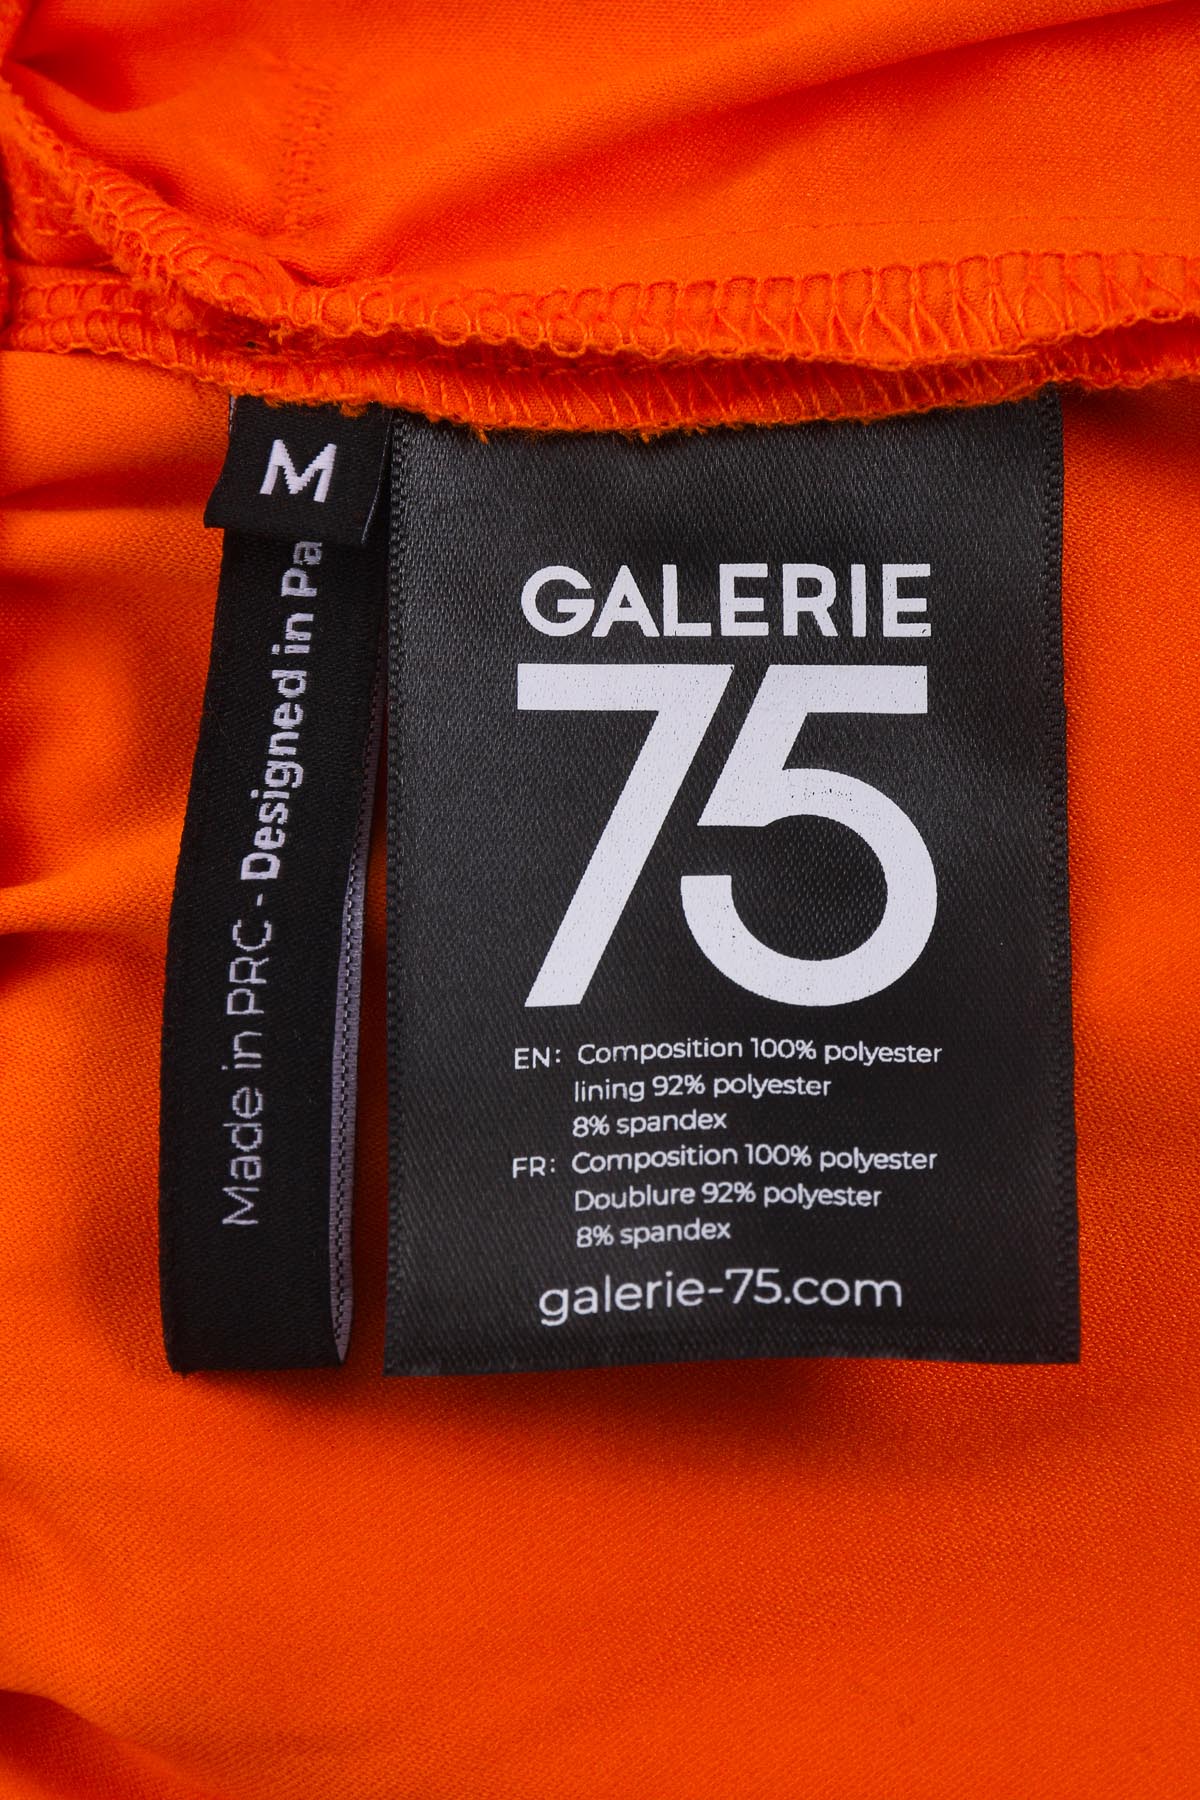 M
Made in PRC - Designed in Pa
GALERIE
75
EN: Composition 100% polyester
lining 92% polyester
8% spandex
FR: Composition 100% polyester
Doublure 92% polyester
8% spandex
galerie-75.com